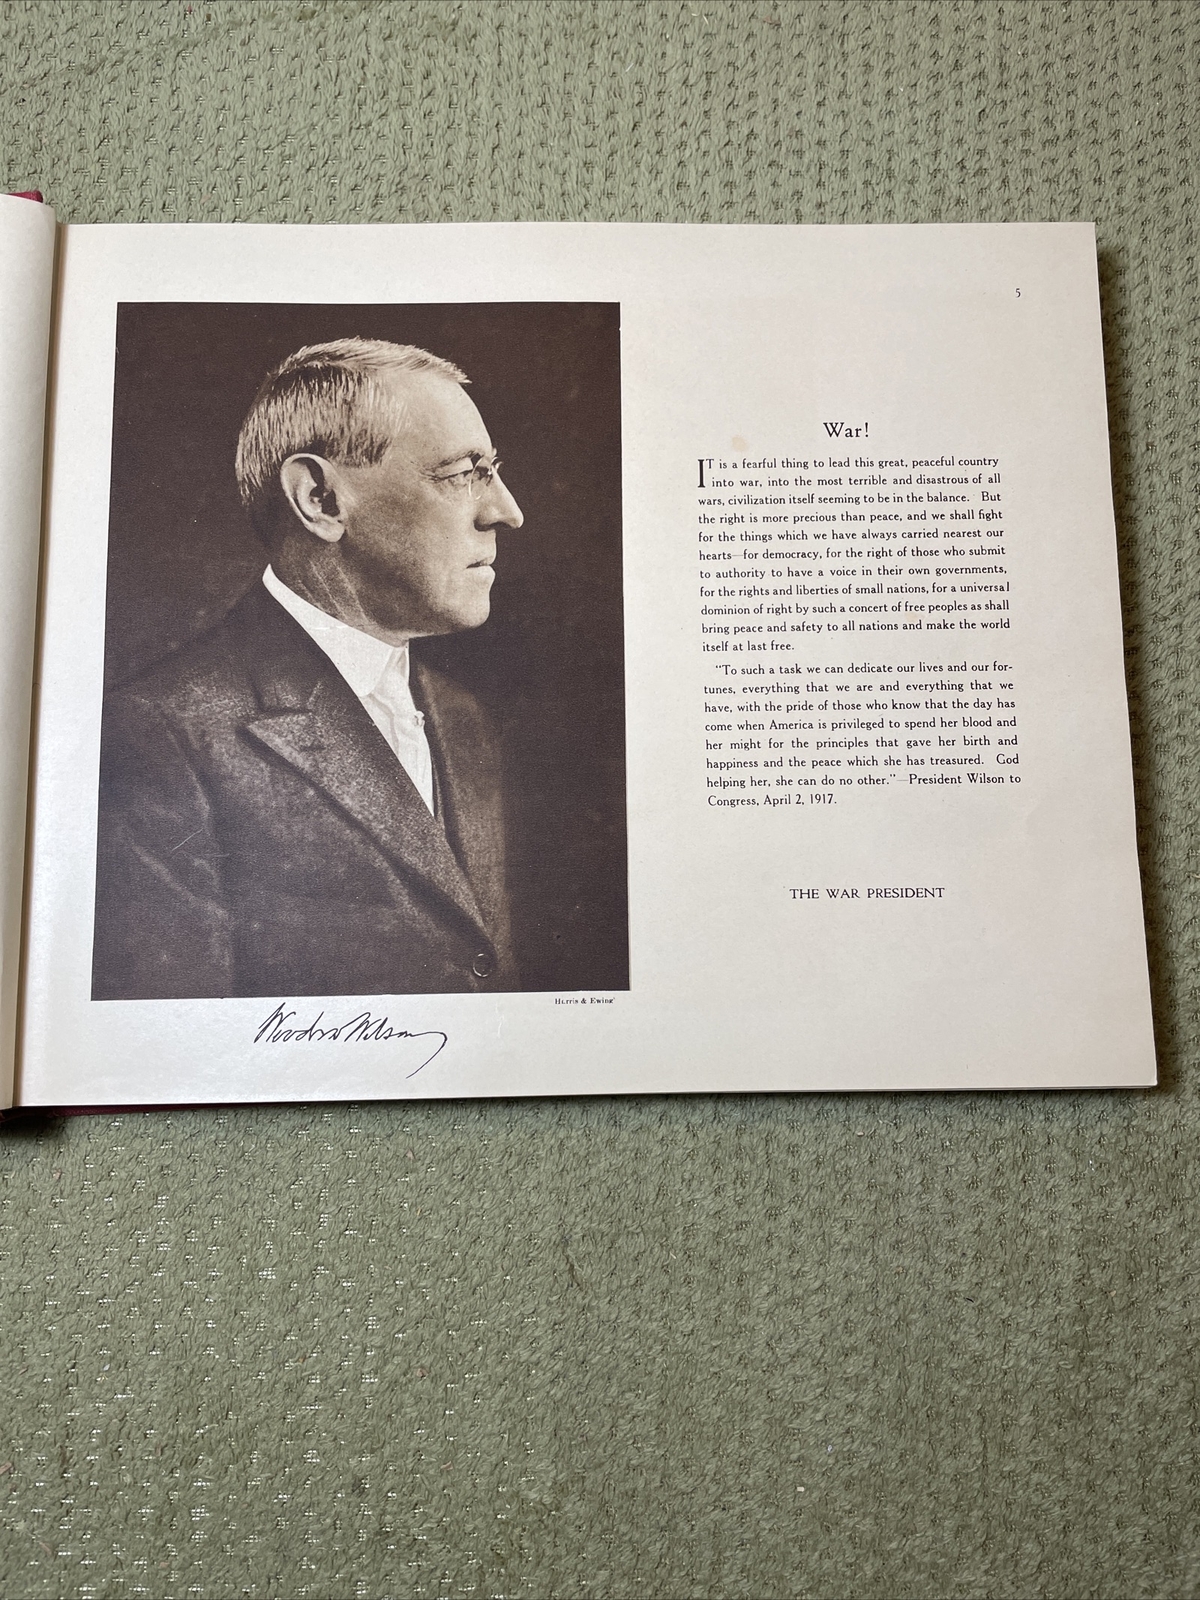 5
War!
IT is a fearful thing to lead this great, peaceful country
into war, into the most terrible and disastrous of all
wars, civilization itself seeming to be in the balance. But
the right is more precious than peace, and we shall fight
for the things which we have always carried nearest our
hearts—for democracy, for the right of those who submit
to authority to have a voice in their own governments,
for the rights and liberties of small nations, for a universal
dominion of right by such a concert of free peoples as shall
bring peace and safety to all nations and make the world
itself at last free.
"To such a task we can dedicate our lives and our for-
tunes, everything that we are and everything that we
have, with the pride of those who know that the day has
come when America is privileged to spend her blood and
her might for the principles that gave her birth and
happiness and the peace which she has treasured. God
helping her, she can do no other."—President Wilson to
Congress, April 2, 1917.
THE WAR PRESIDENT
Harris & Ewing
Woodrow Wilson